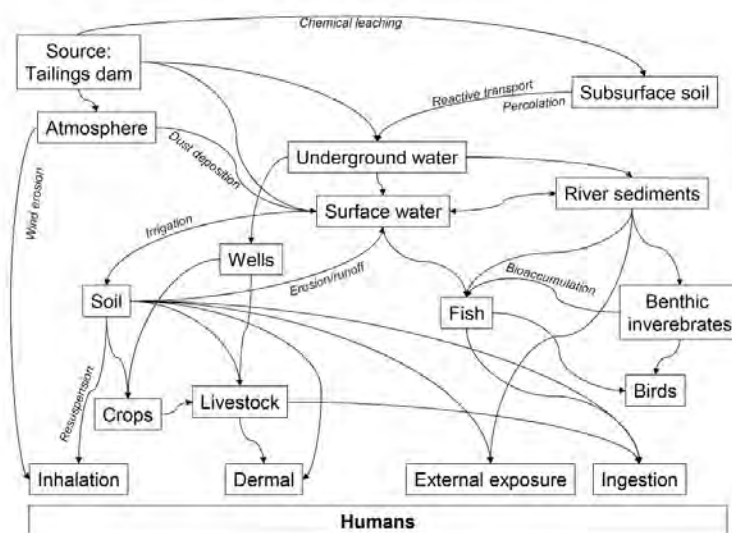 Chemical leaching
Source:
Tailings dam
Reactive transport
Percolation
Subsurface soil
Atmosphere
Dust deposition
Underground water
River sediments
Wind erosion
Surface water
Irrigation
Wells
Erosion/runoff
Bioaccumulation
Soil
Fish
Benthic
inverebrates
Resuspension
Crops
Livestock
Birds
Inhalation
Dermal
External exposure
Ingestion
Humans